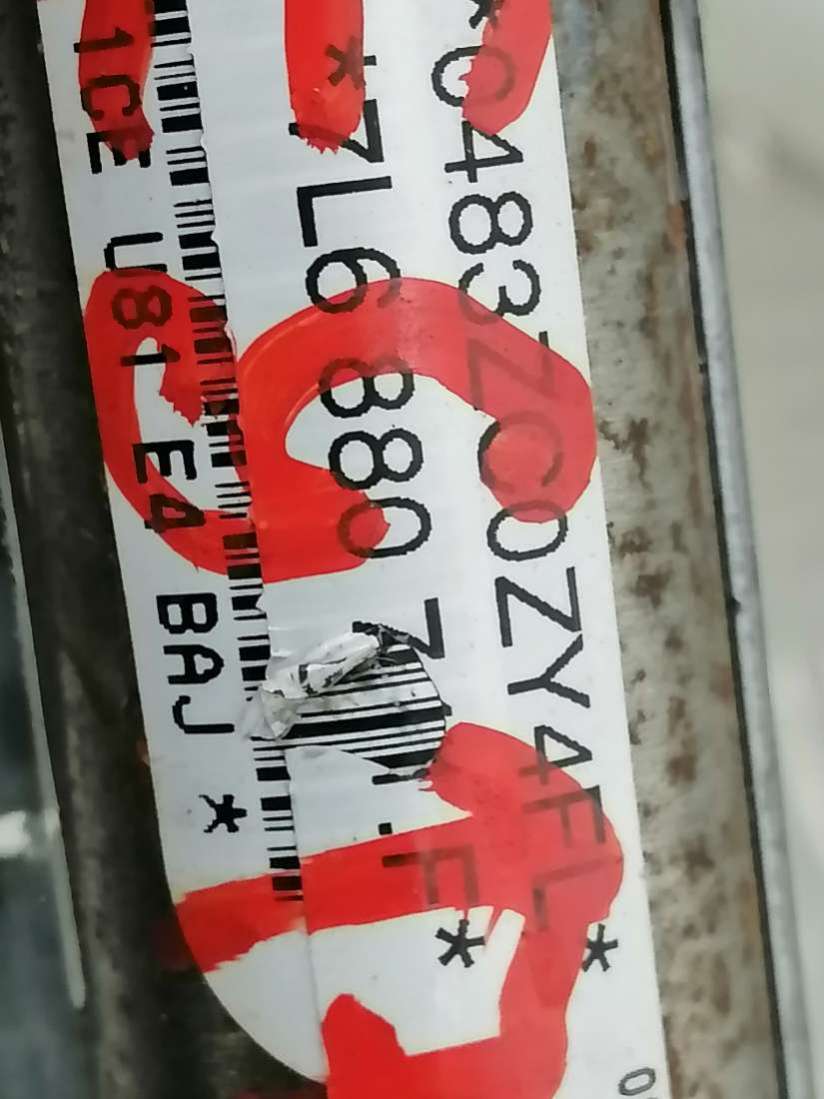 *0483ZC0ZY4FL*
*7L6 880 F*
1CE U81 E4 BAJ *